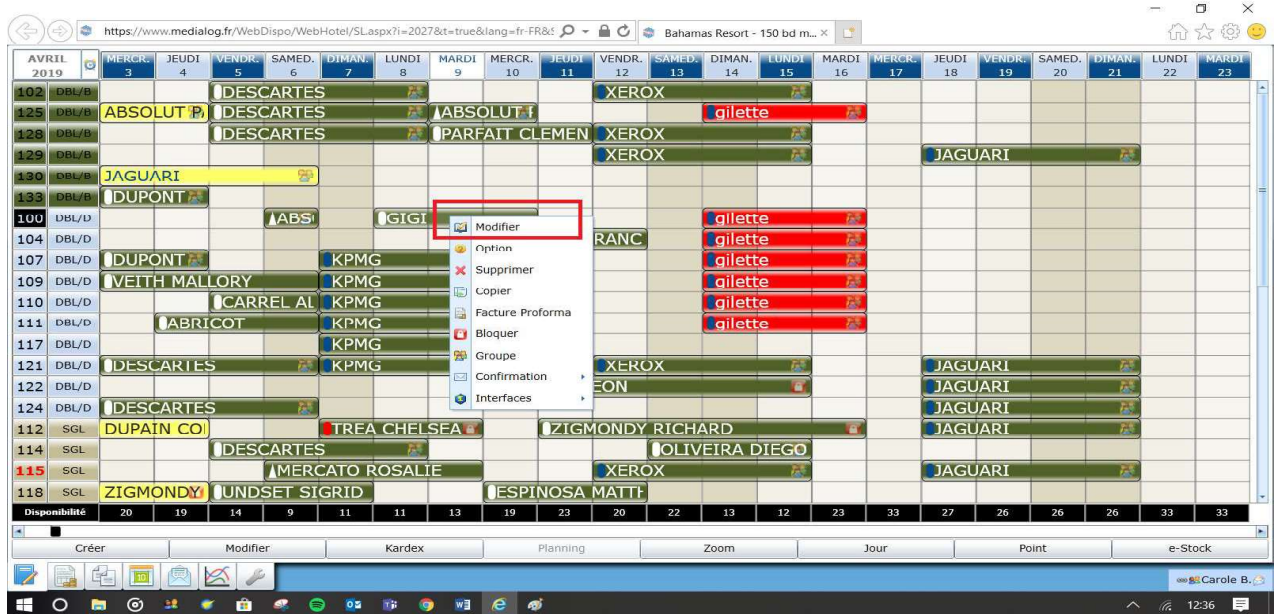 https://www.medialog.fr/WebDispo/WebHotel/SL.aspx?i=2027&t=true&lang=fr-FR&S Bahamas Resort - 150 bd m... ×
AVRIL 2019 MERCR. 3 JEUDI 4 VENDR. 5 SAMED. 6 DIMAN. 7 LUNDI 8 MARDI 9 MERCR. 10 JEUDI 11 VENDR. 12 SAMED. 13 DIMAN. 14 LUNDI 15 MARDI 16 MERCR. 17 JEUDI 18 VENDR. 19 SAMED. 20 DIMAN. 21 LUNDI 22 MARDI 23
102 DBL/B DESCARTES XEROX
125 DBL/B ABSOLUT P DESCARTES ABSOLUT gilette
128 DBL/B DESCARTES PARFAIT CLEMEN XEROX
129 DBL/B XEROX JAGUARI
130 DBL/B JAGUARI
133 DBL/B DUPONT
100 DBL/D ABS GIGI gilette
104 DBL/D RANC gilette
107 DBL/D DUPONT KPMG gilette
109 DBL/D VEITH MALLORY KPMG gilette
110 DBL/D CARREL AL KPMG gilette
111 DBL/D ABRICOT KPMG gilette
117 DBL/D KPMG
121 DBL/D DESCARTES KPMG XEROX JAGUARI
122 DBL/D EON JAGUARI
124 DBL/D DESCARTES JAGUARI
112 SGL DUPAIN CO TREA CHELSEA ZIGMONDY RICHARD JAGUARI
114 SGL DESCARTES OLIVEIRA DIEGO
115 SGL MERCATO ROSALIE XEROX JAGUARI
118 SGL ZIGMONDY UNDSET SIGRID ESPINOSA MATTH
Modifier
Option
Supprimer
Copier
Facture Proforma
Bloquer
Groupe
Confirmation
Interfaces
Disponibilité 20 19 14 9 11 11 13 19 23 20 22 13 12 23 33 27 26 26 26 33 33
Créer Modifier Kardex Planning Zoom Jour Point e-Stock
Carole B.
12:36